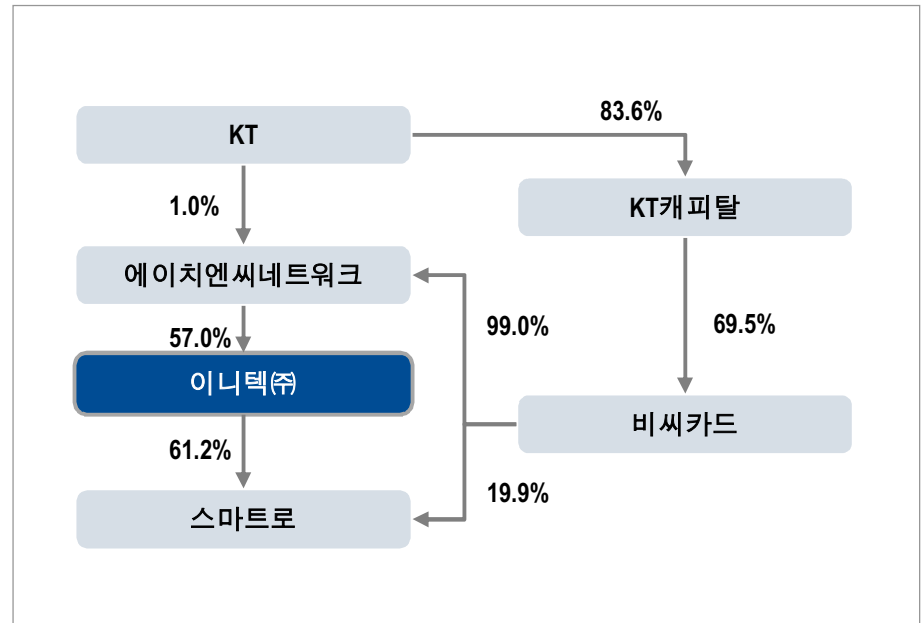 83.6%
KT
KT캐피탈
1.0%
에이치엔씨네트워크
99.0%
69.5%
57.0%
이니텍㈜
비씨카드
61.2%
19.9%
스마트로